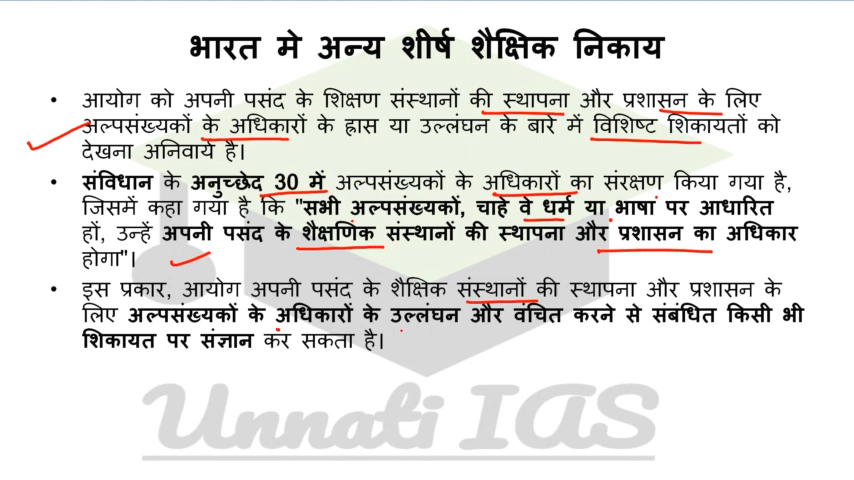 भारत मे अन्य शीर्ष शैक्षिक निकाय
• आयोग को अपनी पसंद के शिक्षण संस्थानों की स्थापना और प्रशासन के लिए
अल्पसंख्यकों के अधिकारों के ह्रास या उल्लंघन के बारे में विशिष्ट शिकायतों को
देखना अनिवार्य है।
• संविधान के अनुच्छेद 30 में अल्पसंख्यकों के अधिकारों का संरक्षण किया गया है,
जिसमें कहा गया है कि "सभी अल्पसंख्यकों, चाहे वे धर्म या भाषा पर आधारित
हों, उन्हें अपनी पसंद के शैक्षणिक संस्थानों की स्थापना और प्रशासन का अधिकार
होगा"।
• इस प्रकार, आयोग अपनी पसंद के शैक्षिक संस्थानों की स्थापना और प्रशासन के
लिए अल्पसंख्यकों के अधिकारों के उल्लंघन और वंचित करने से संबंधित किसी भी
शिकायत पर संज्ञान कर सकता है।
Unnati IAS